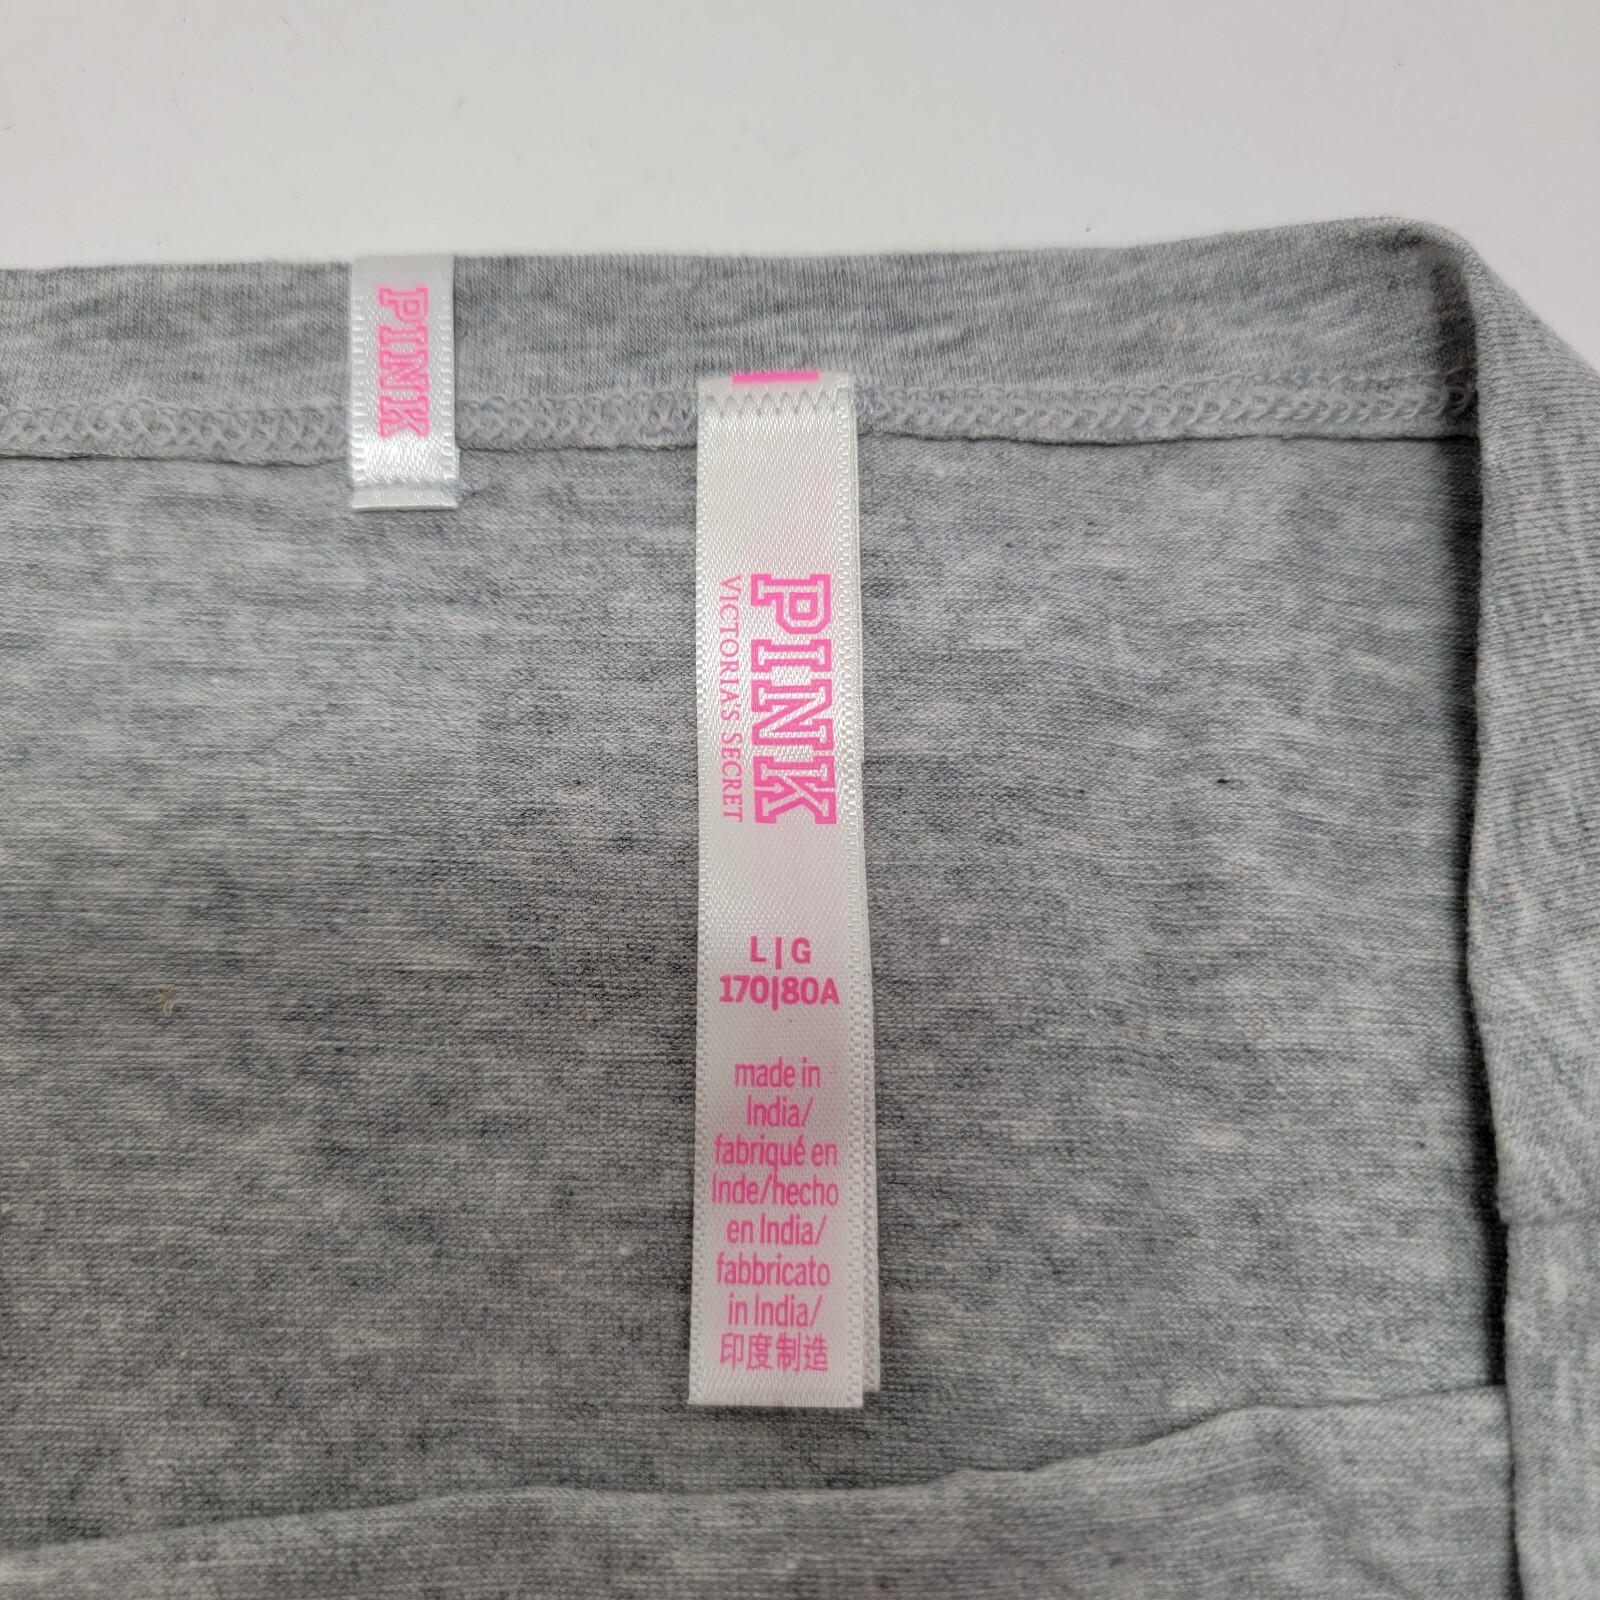 PINK
PINK
VICTORIA'S SECRET
L|G
170|80A
made in
India/
fabriqué en
Inde/hecho
en India/
fabbricato
in India/
印度制造